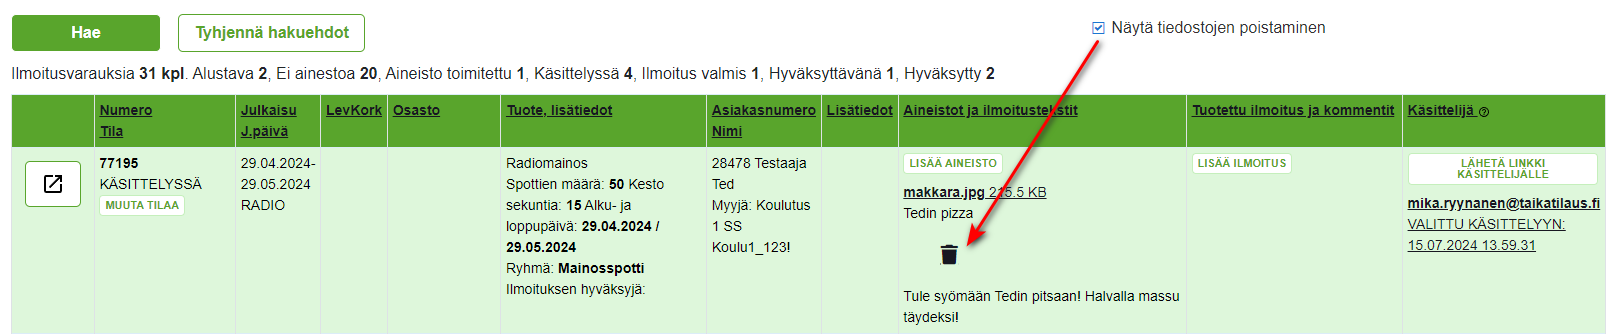 Hae
Tyhjennä hakuehdot
Näytä tiedostojen poistaminen
Ilmoitusvarauksia 31 kpl. Alustava 2, Ei ainestoa 20, Aineisto toimitettu 1, Käsittelyssä 4, Ilmoitus valmis 1, Hyväksyttävänä 1, Hyväksytty 2
Numero
Tila
Julkaisu
J.päivä
LevKork
Osasto
Tuote, lisätiedot
Asiakasnumero
Nimi
Lisätiedot
Aineistot ja ilmoitustekstit
Tuotettu ilmoitus ja kommentit
Käsittelijä
77195
KÄSITTELYSSÄ
MUUTA TILAA
29.04.2024-
29.05.2024
RADIO
Radiomainos
Spottien määrä: 50 Kesto
sekuntia: 15 Alku- ja
loppupäivä: 29.04.2024 /
29.05.2024
Ryhmä: Mainosspotti
Ilmoituksen hyväksyjä:
28478 Testaaja
Ted
Myyjä: Koulutus
1 SS
Koulu1_123!
LISÄÄ AINEISTO
makkara.jpg 215.5 KB
Tedin pizza
Tule syömään Tedin pitsaan! Halvalla massu
täydeksi!
LISÄÄ ILMOITUS
LÄHETÄ LINKKI
KÄSITTELIJÄLLE
mika.ryynanen@taikatilaus.fi
VALITTU KÄSITTELYYN:
15.07.2024 13.59.31